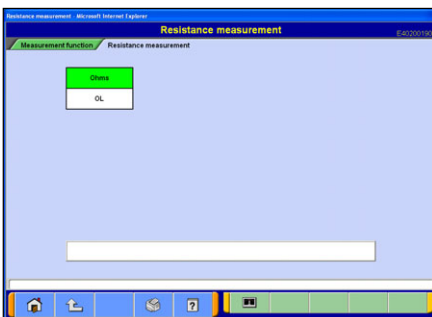 Resistance measurement - Microsoft Internet Explorer
Resistance measurement
E40200190
Measurement function Resistance measurement
Ohms
OL
?